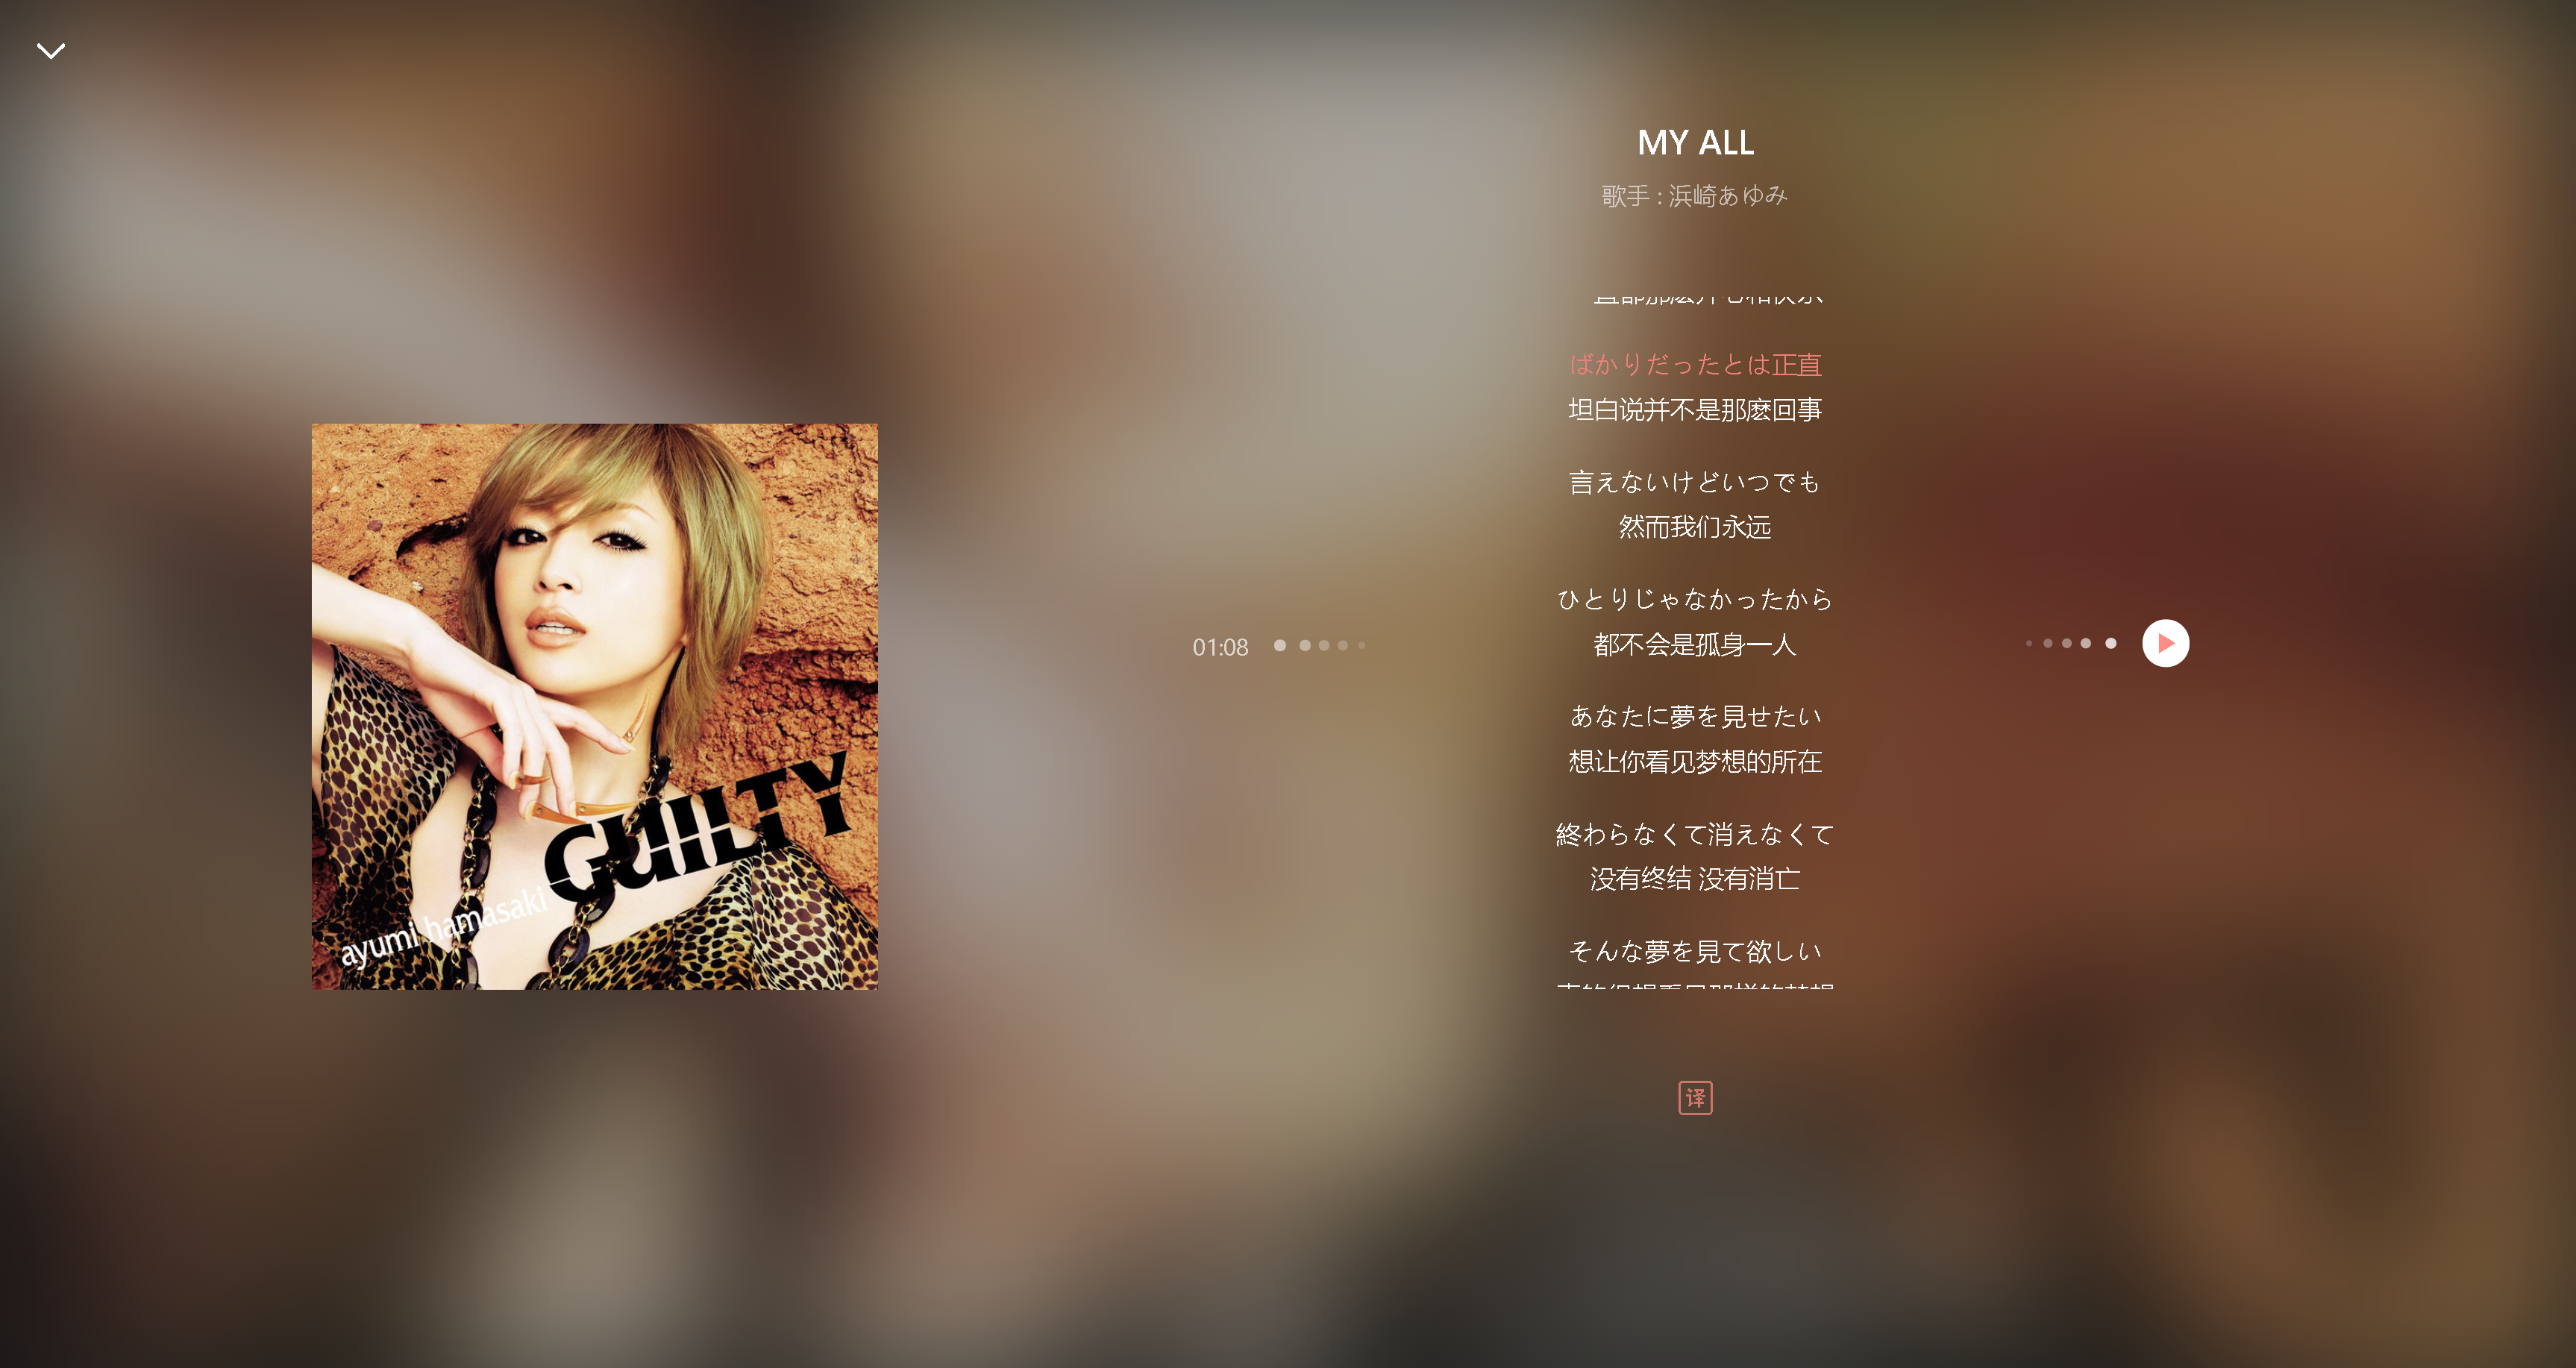 MY ALL
歌手 : 浜崎あゆみ
ばかりだったとは正直
坦白说并不是那麽回事
言えないけどいつでも
然而我们永远
ひとりじゃなかったから
都不会是孤身一人
あなたに夢を見せたい
想让你看见梦想的所在
終わらなくて消えなくて
没有终结 没有消亡
そんな夢を見て欲しい
01:08
GUILTY
ayumi hamasaki
译